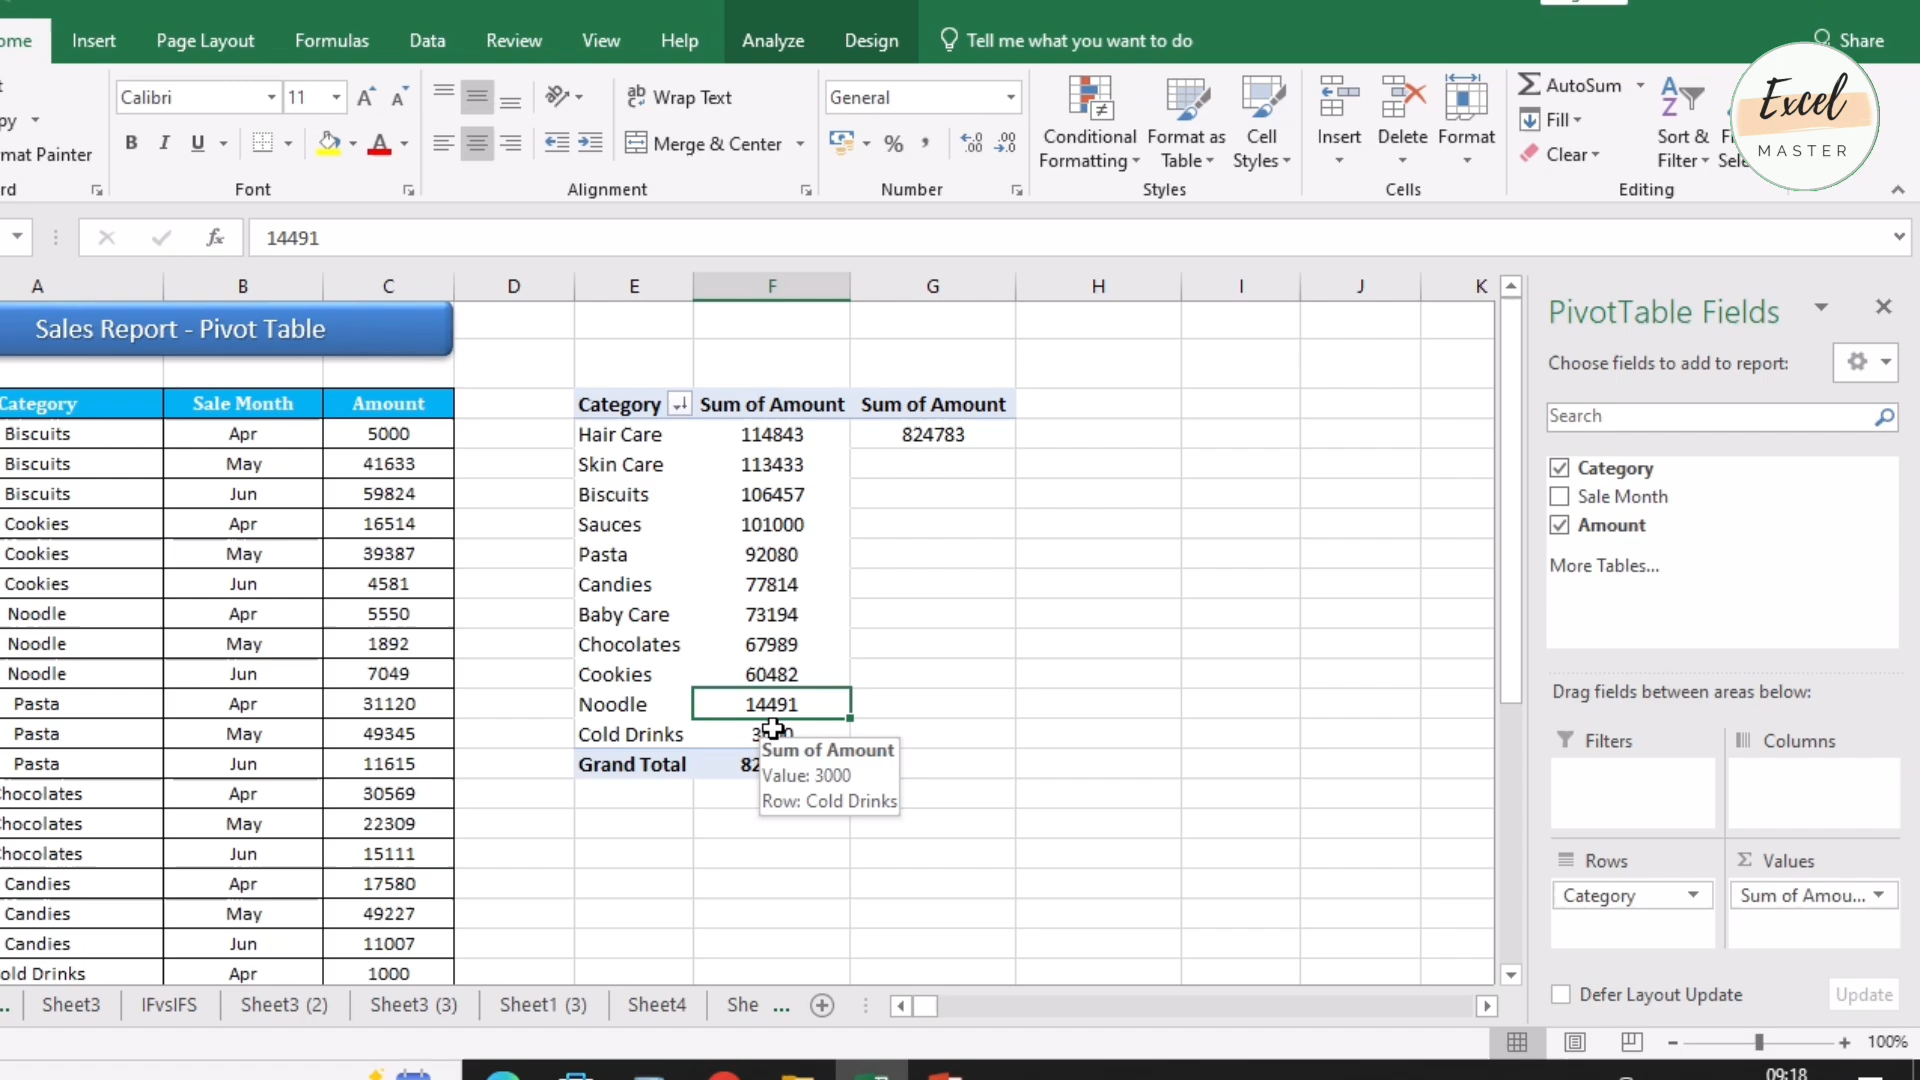 ome Insert Page Layout Formulas Data Review View Help Analyze Design Tell me what you want to do Share
Calibri 11 Wrap Text General AutoSum
py B I U Merge & Center % Conditional Formatting Format as Table Cell Styles Insert Delete Format Fill Sort & Filter
mat Painter Clear
rd Font Alignment Number Styles Cells Editing
Excel
MASTER
fx 14491
A B C D E F G H I J K
Sales Report - Pivot Table
Category Sale Month Amount
Biscuits Apr 5000
Biscuits May 41633
Biscuits Jun 59824
Cookies Apr 16514
Cookies May 39387
Cookies Jun 4581
Noodle Apr 5550
Noodle May 1892
Noodle Jun 7049
Pasta Apr 31120
Pasta May 49345
Pasta Jun 11615
hocolates Apr 30569
hocolates May 22309
hocolates Jun 15111
Candies Apr 17580
Candies May 49227
Candies Jun 11007
old Drinks Apr 1000
Category Sum of Amount Sum of Amount
Hair Care 114843 824783
Skin Care 113433
Biscuits 106457
Sauces 101000
Pasta 92080
Candies 77814
Baby Care 73194
Chocolates 67989
Cookies 60482
Noodle 14491
Cold Drinks
Grand Total 82
Sum of Amount
Value: 3000
Row: Cold Drinks
PivotTable Fields
Choose fields to add to report:
Search
Category
Sale Month
Amount
More Tables...
Drag fields between areas below:
Filters Columns
Rows Σ Values
Category Sum of Amou...
Defer Layout Update Update
... Sheet3 IFvsIFS Sheet3 (2) Sheet3 (3) Sheet1 (3) Sheet4 She ...
100%
09:18